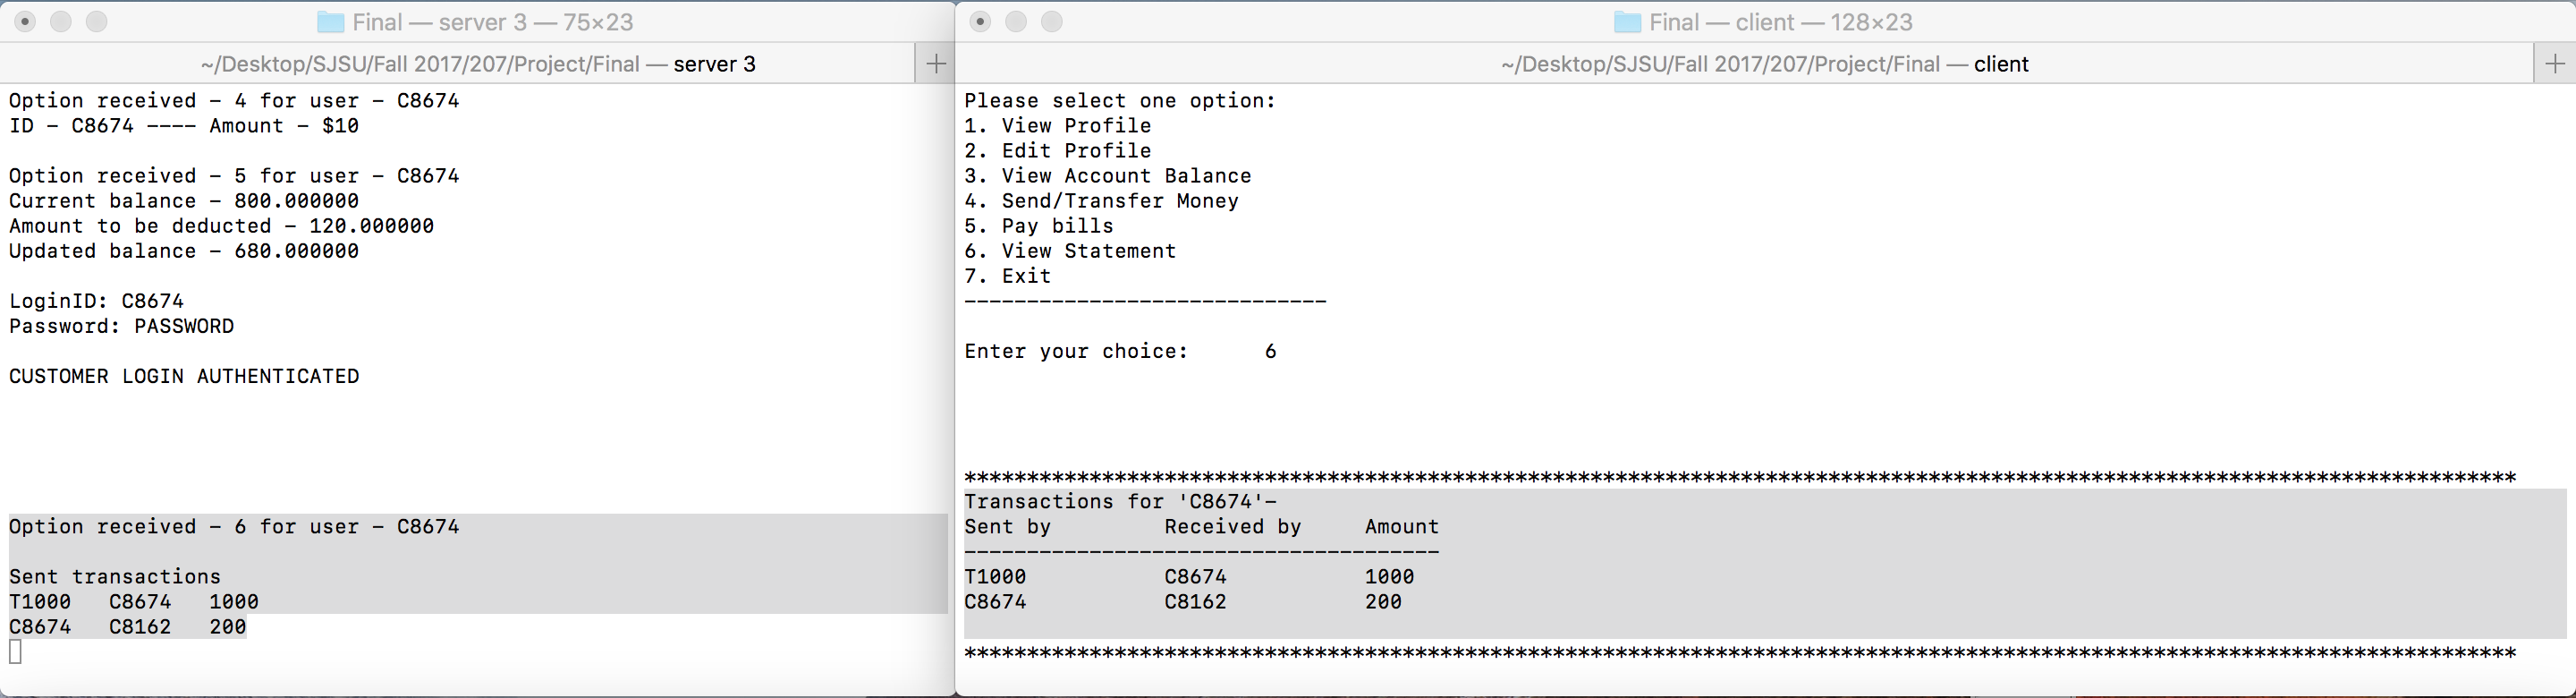 Final — server 3 — 75×23
~/Desktop/SJSU/Fall 2017/207/Project/Final — server 3
Option received - 4 for user - C8674
ID - C8674 ---- Amount - $10
Option received - 5 for user - C8674
Current balance - 800.000000
Amount to be deducted - 120.000000
Updated balance - 680.000000
LoginID: C8674
Password: PASSWORD
CUSTOMER LOGIN AUTHENTICATED
Option received - 6 for user - C8674
Sent transactions
T1000 C8674 1000
C8674 C8162 200
Final — client — 128×23
~/Desktop/SJSU/Fall 2017/207/Project/Final — client
Please select one option:
1. View Profile
2. Edit Profile
3. View Account Balance
4. Send/Transfer Money
5. Pay bills
6. View Statement
7. Exit
-----------------------------
Enter your choice: 6
****************************************************************************************************************************
Transactions for 'C8674'-
Sent by Received by Amount
--------------------------------------
T1000 C8674 1000
C8674 C8162 200
****************************************************************************************************************************